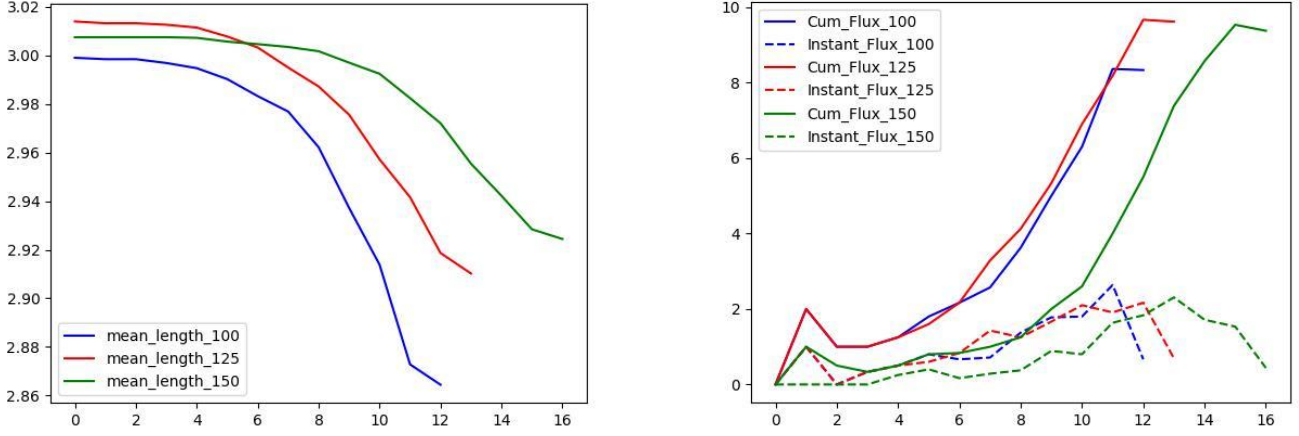 3.02
3.00
2.98
2.96
2.94
2.92
2.90
2.88
2.86
mean_length_100
mean_length_125
mean_length_150
0 2 4 6 8 10 12 14 16
10
8
6
4
2
0
Cum_Flux_100
Instant_Flux_100
Cum_Flux_125
Instant_Flux_125
Cum_Flux_150
Instant_Flux_150
0 2 4 6 8 10 12 14 16